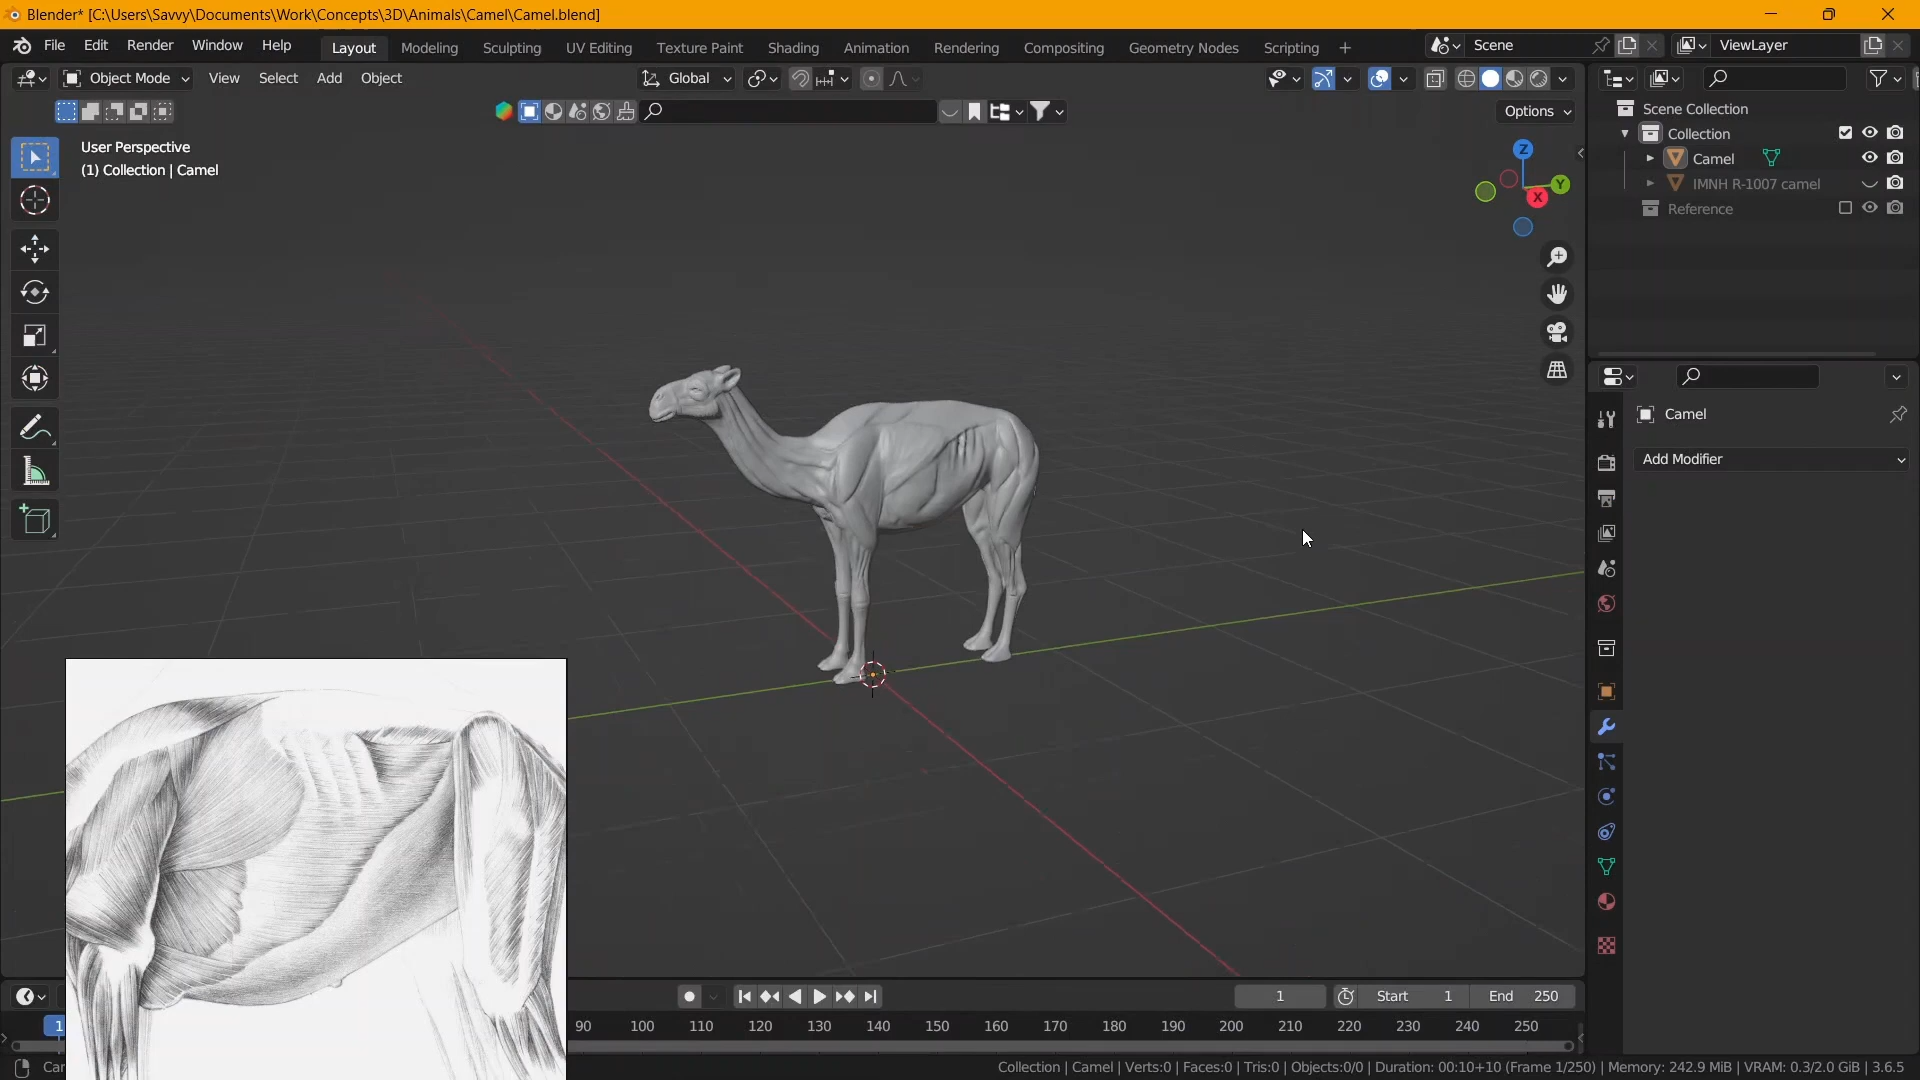 Blender* [C:\Users\Savvy\Documents\Work\Concepts\3D\Animals\Camel\Camel.blend]
File Edit Render Window Help Layout Modeling Sculpting UV Editing Texture Paint Shading Animation Rendering Compositing Geometry Nodes Scripting + Scene ViewLayer
Object Mode View Select Add Object Global
Options
User Perspective
(1) Collection | Camel
Z
Y
X
Scene Collection
Collection
Camel
IMNH R-1007 camel
Reference
Camel
Add Modifier
1 Start 1 End 250
1 90 100 110 120 130 140 150 160 170 180 190 200 210 220 230 240 250
Collection | Camel | Verts:0 | Faces:0 | Tris:0 | Objects:0/0 | Duration: 00:10+10 (Frame 1/250) | Memory: 242.9 MiB | VRAM: 0.3/2.0 GiB | 3.6.5